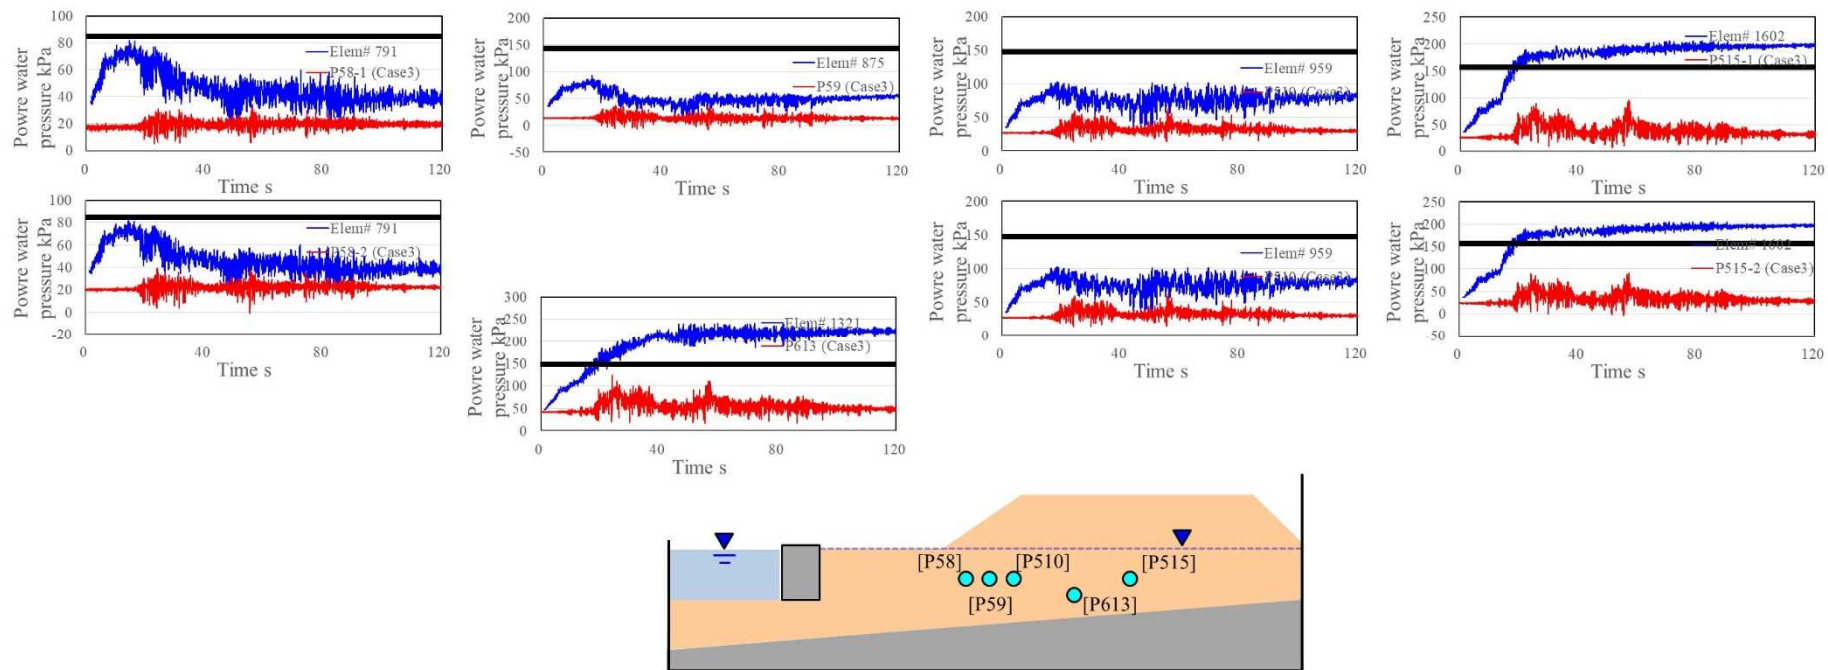 Powre water
pressure kPa
100
80
60
40
20
0
Elem# 791
P58-1 (Case3)
0
40
80
120
Time s
Powre water
pressure kPa
200
150
100
50
0
-50
Elem# 875
P59 (Case3)
0
40
80
120
Time s
Powre water
pressure kPa
200
150
100
50
0
Elem# 959
P510 (Case3)
0
40
80
120
Time s
Powre water
pressure kPa
250
200
150
100
50
0
Elem# 1602
P515-1 (Case3)
0
40
80
120
Time s
Powre water
pressure kPa
100
80
60
40
20
0
-20
Elem# 791
P58-2 (Case3)
0
40
80
120
Time s
Powre water
pressure kPa
300
250
200
150
100
50
0
Elem# 1321
P613 (Case3)
0
40
80
120
Time s
Powre water
pressure kPa
200
150
100
50
0
Elem# 959
P510 (Case3)
0
40
80
120
Time s
Powre water
pressure kPa
250
200
150
100
50
0
-50
Elem# 1602
P515-2 (Case3)
0
40
80
120
Time s
[P58]
[P510]
[P515]
[P59]
[P613]